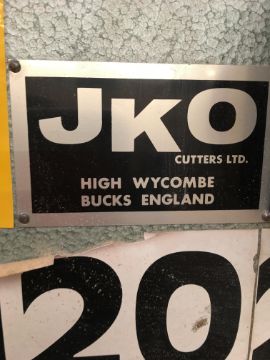 JKO
CUTTERS LTD.
HIGH WYCOMBE
BUCKS ENGLAND
20